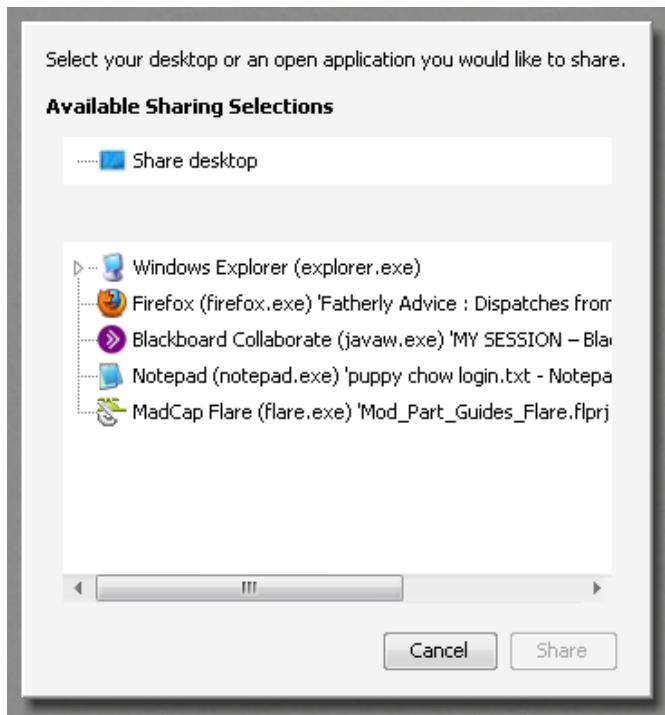 Select your desktop or an open application you would like to share.
Available Sharing Selections
Share desktop
Windows Explorer (explorer.exe)
Firefox (firefox.exe) 'Fatherly Advice : Dispatches from
Blackboard Collaborate (javaw.exe) 'MY SESSION – Bla
Notepad (notepad.exe) 'puppy chow login.txt - Notepa
MadCap Flare (flare.exe) 'Mod_Part_Guides_Flare.flprj
Cancel
Share